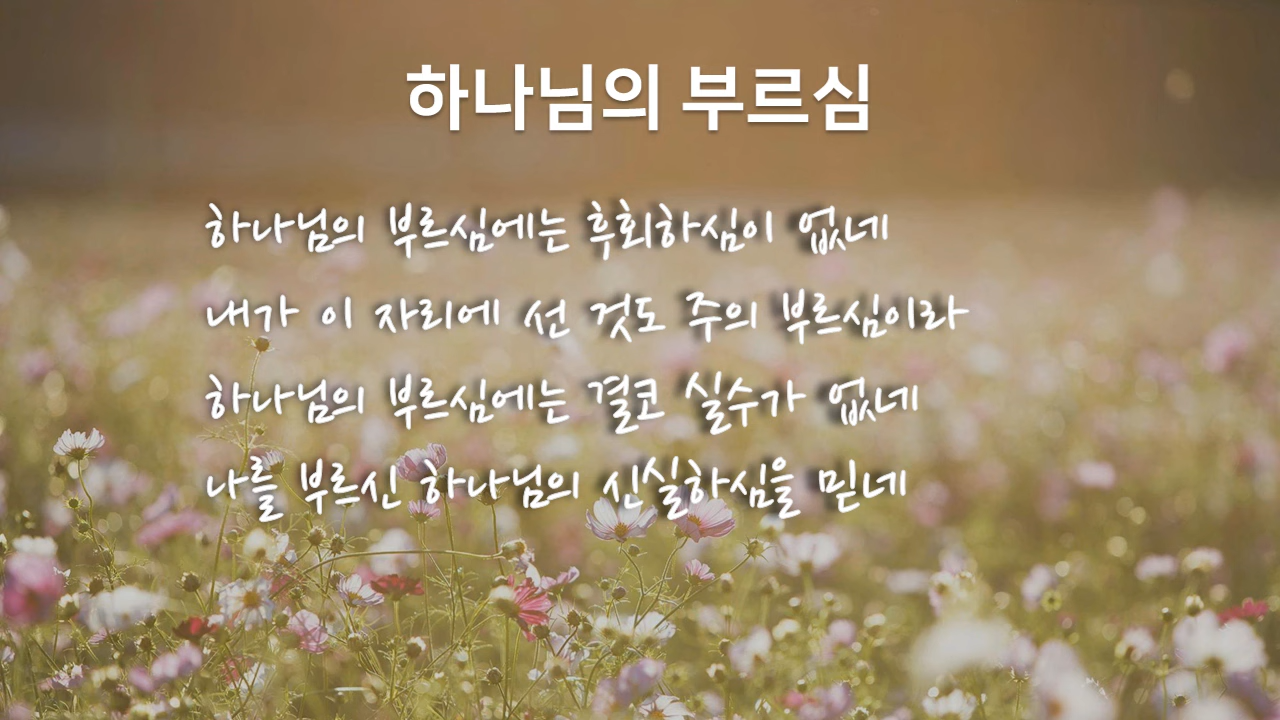 하나님의 부르심
하나님의 부르심에는 후회하심이 없네
내가 이 자리에 선 것도 주의 부르심이라
하나님의 부르심에는 결코 실수가 없네
나를 부르신 하나님의 신실하심을 믿네